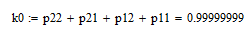 k0 := p22 + p21 + p12 + p11 = 0.99999999